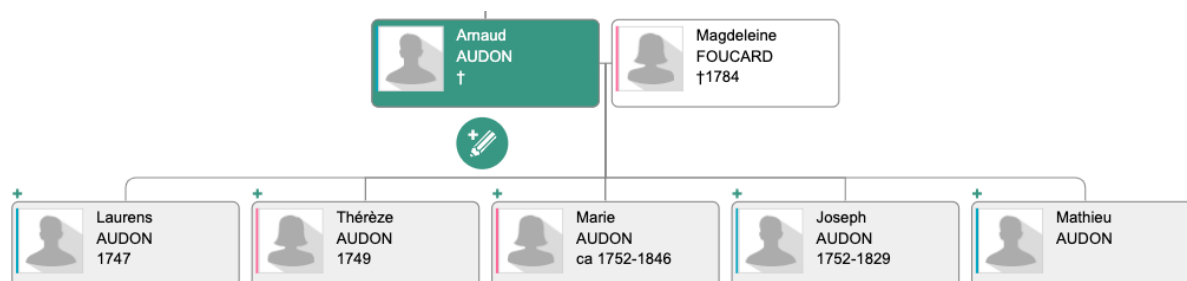 Arnaud
AUDON
†
Magdeleine
FOUCARD
†1784
Laurens
AUDON
1747
Thérèze
AUDON
1749
Marie
AUDON
ca 1752-1846
Joseph
AUDON
1752-1829
Mathieu
AUDON